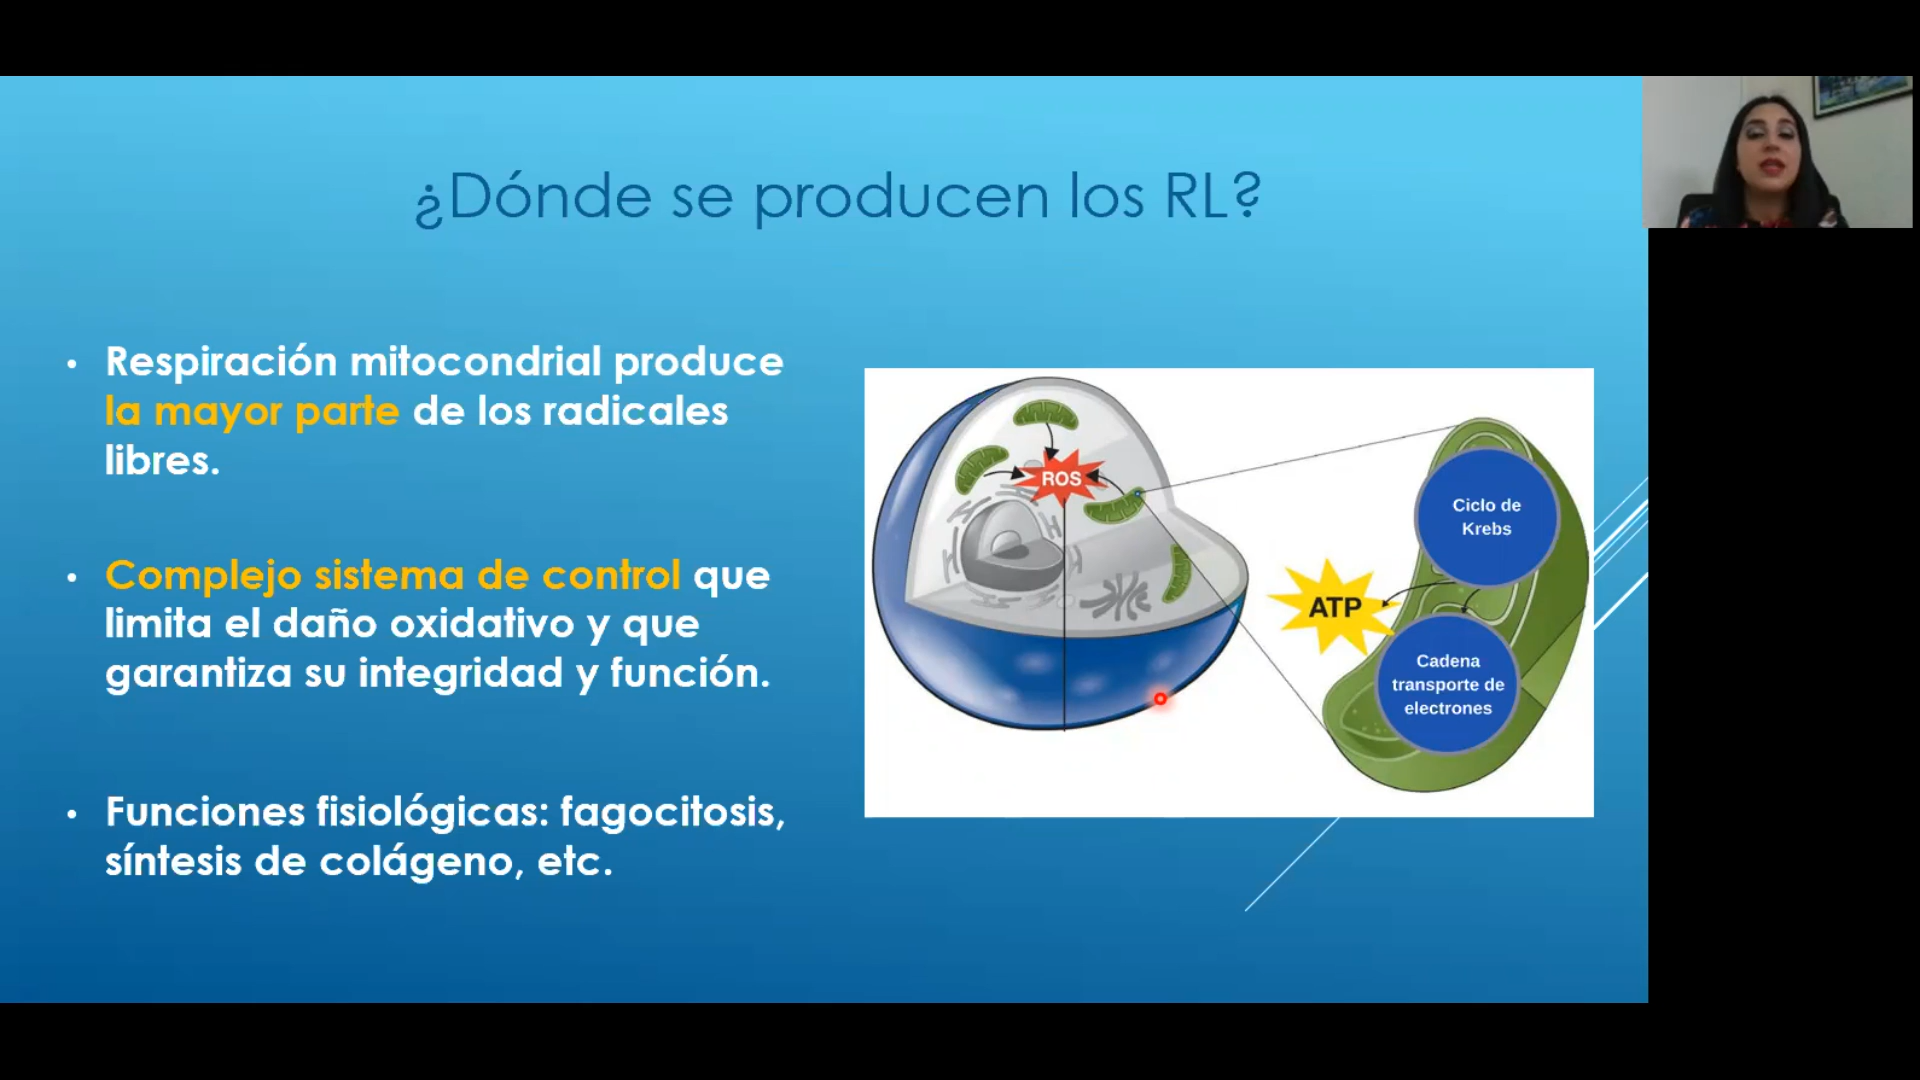 ¿Dónde se producen los RL?
• Respiración mitocondrial produce
la mayor parte de los radicales
libres.
• Complejo sistema de control que
limita el daño oxidativo y que
garantiza su integridad y función.
• Funciones fisiológicas: fagocitosis,
síntesis de colágeno, etc.
ROS
Ciclo de
Krebs
ATP
Cadena
transporte de
electrones